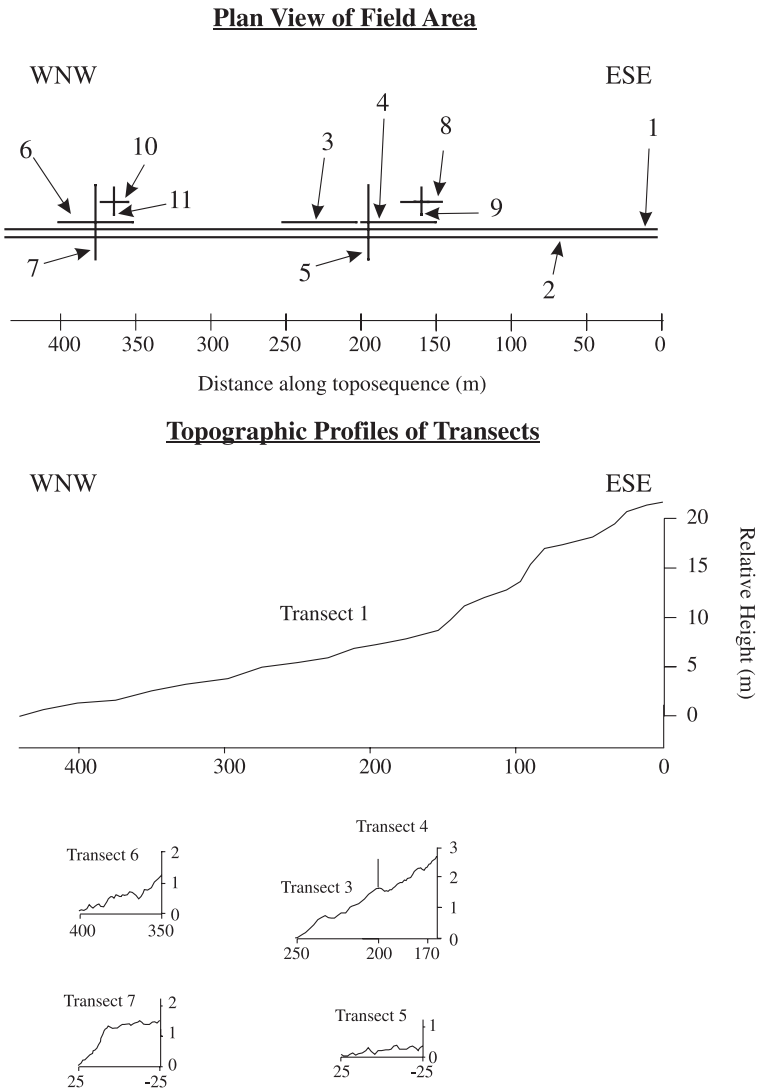 Plan View of Field Area
WNW ESE
4
8
1
6 10 3
11 9
7 5
2
400 350 300 250 200 150 100 50 0
Distance along toposequence (m)
Topographic Profiles of Transects
WNW ESE
20
15
Transect 1
10
5
0
Relative Height (m)
400 300 200 100 0
Transect 4
Transect 6
2
1
0
400 350
Transect 3
3
2
1
0
250 200 170
Transect 7
2
1
0
25 -25
Transect 5
1
0
25 -25